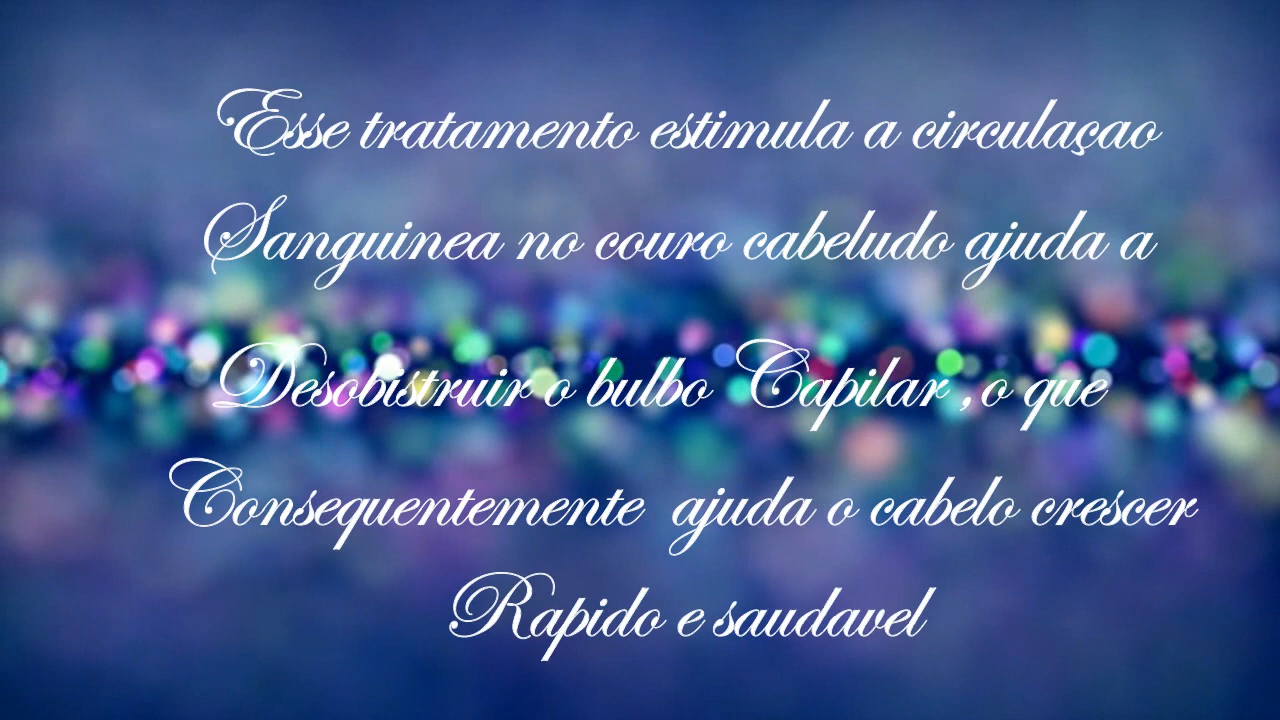 Esse tratamento estimula a circulaçao
Sanguinea no couro cabeludo ajuda a
Desobistruir o bulbo Capilar ,o que
Consequentemente ajuda o cabelo crescer
Rapido e saudavel